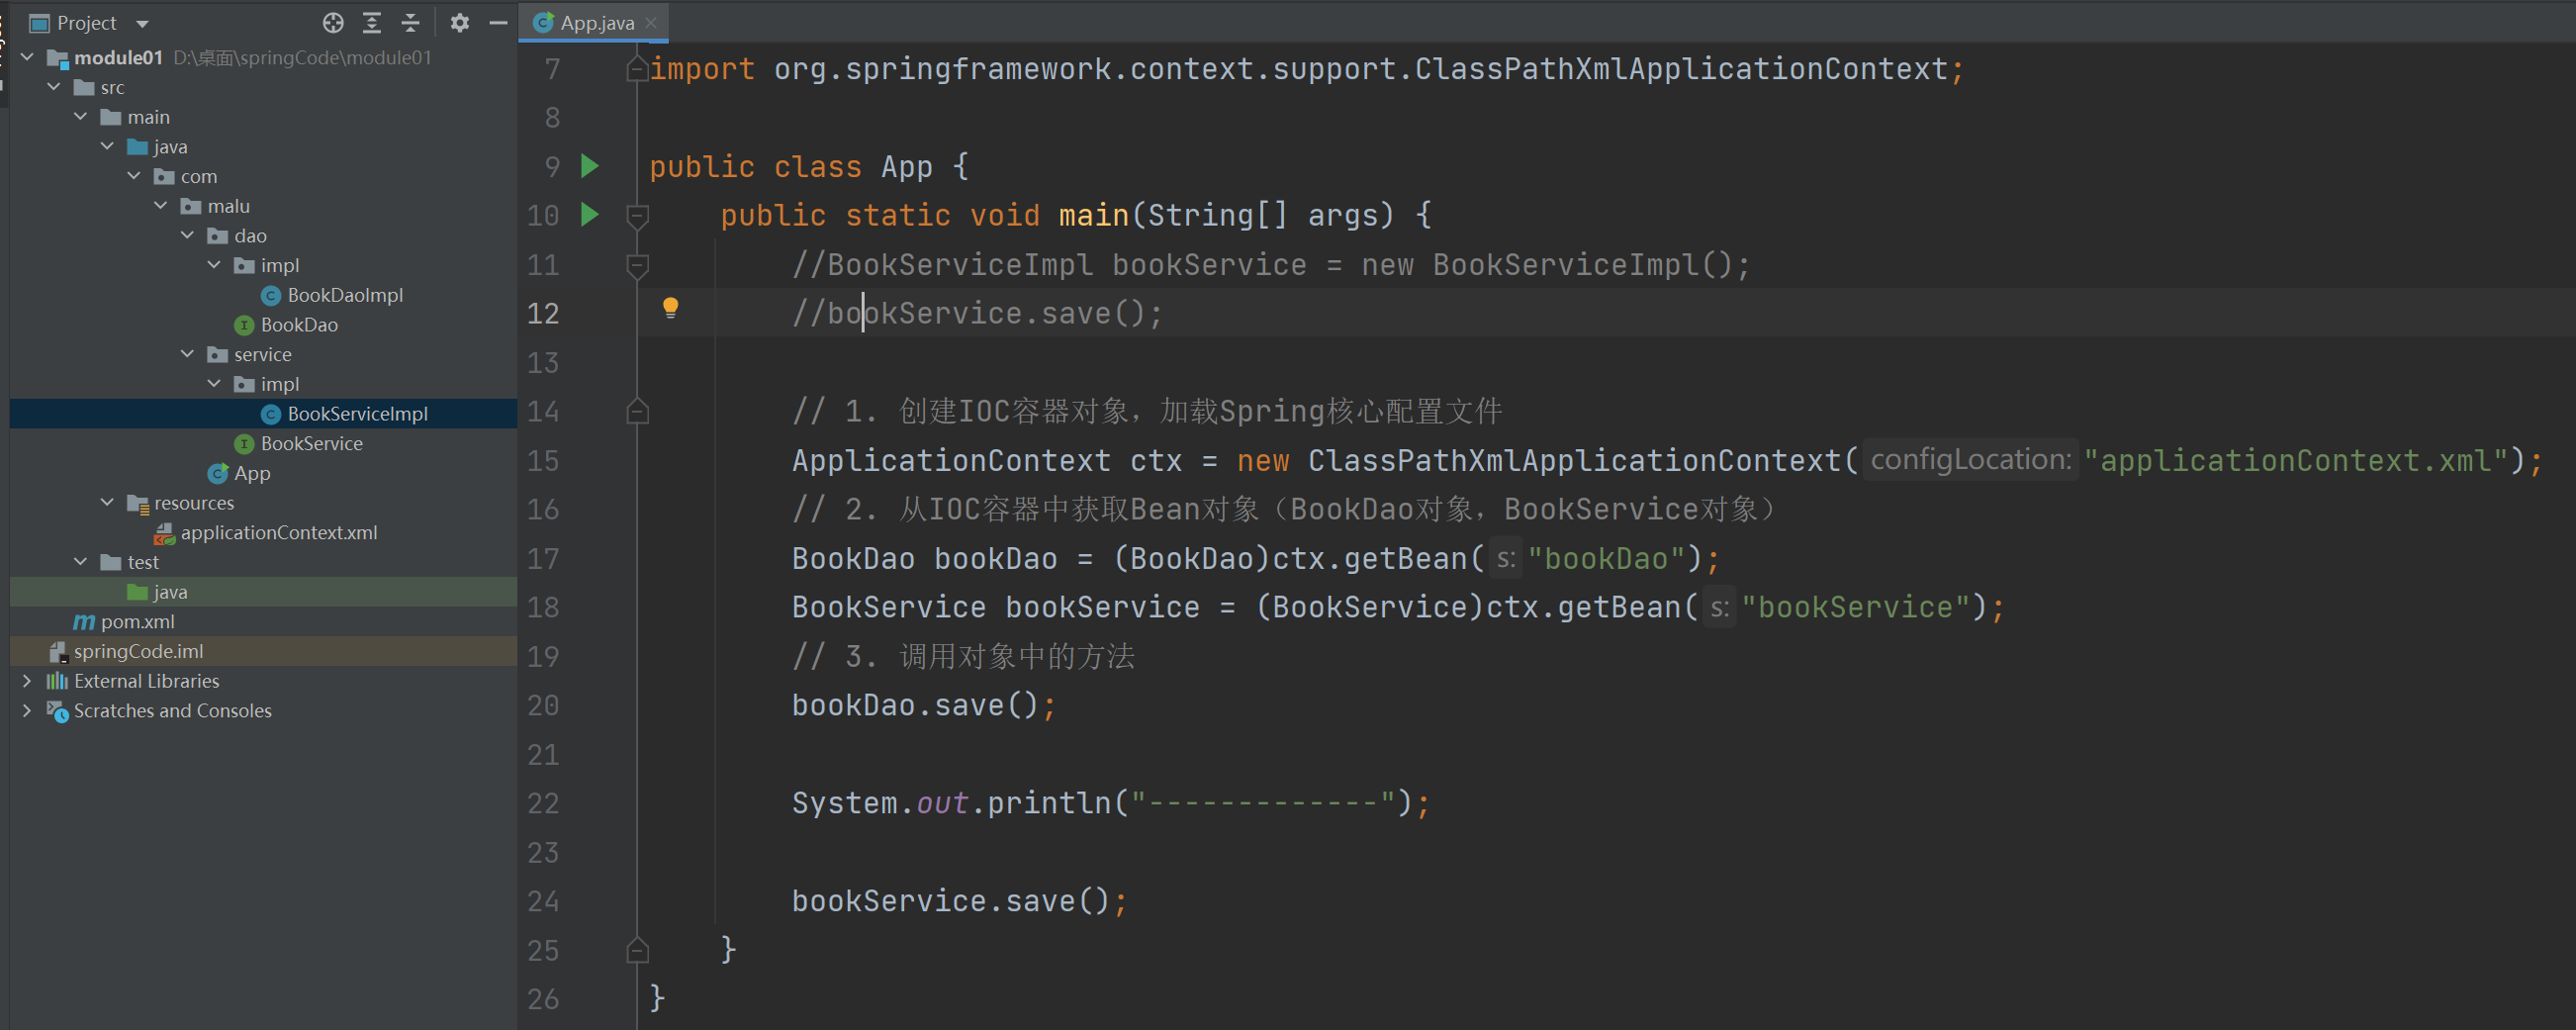 Project
module01 D:\桌面\springCode\module01
src
main
java
com
malu
dao
impl
BookDaoImpl
BookDao
service
impl
BookServiceImpl
BookService
App
resources
applicationContext.xml
test
java
pom.xml
springCode.iml
External Libraries
Scratches and Consoles
App.java
7 import org.springframework.context.support.ClassPathXmlApplicationContext;
8
9 public class App {
10 public static void main(String[] args) {
11 //BookServiceImpl bookService = new BookServiceImpl();
12 //bookService.save();
13
14 // 1. 创建IOC容器对象，加载Spring核心配置文件
15 ApplicationContext ctx = new ClassPathXmlApplicationContext( configLocation: "applicationContext.xml");
16 // 2. 从IOC容器中获取Bean对象（BookDao对象，BookService对象）
17 BookDao bookDao = (BookDao)ctx.getBean( s: "bookDao");
18 BookService bookService = (BookService)ctx.getBean( s: "bookService");
19 // 3. 调用对象中的方法
20 bookDao.save();
21
22 System.out.println("-------------");
23
24 bookService.save();
25 }
26 }